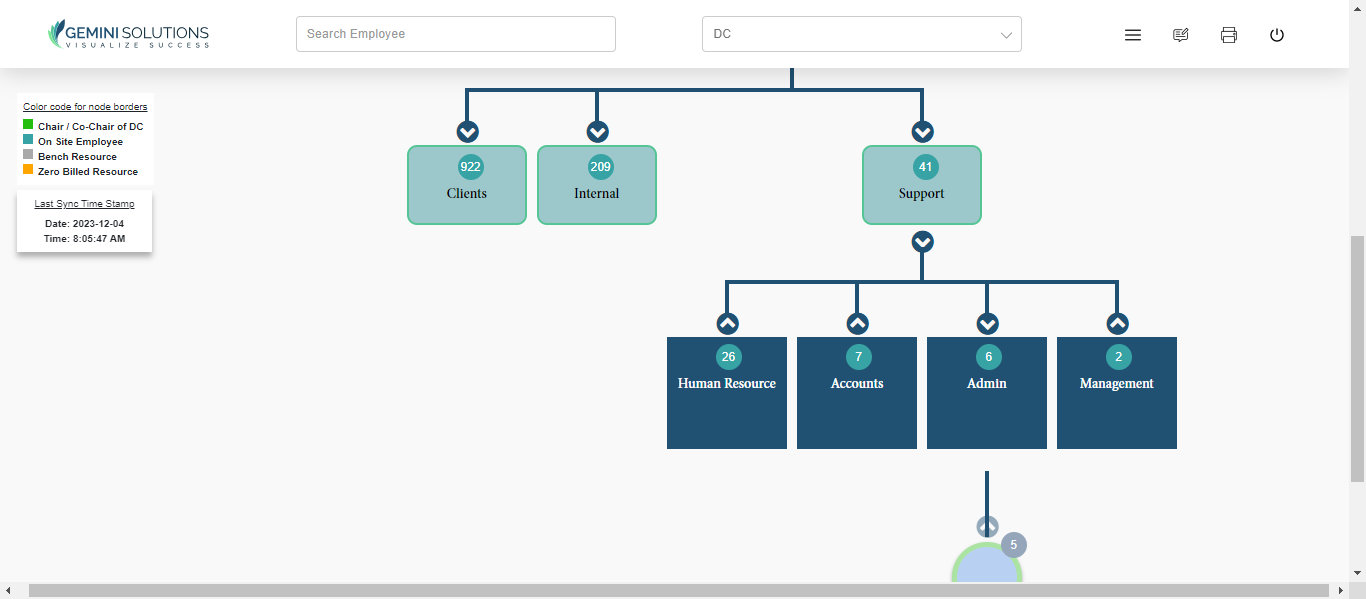 GEMINI SOLUTIONS
VISUALIZE SUCCESS
Search Employee
DC
Color code for node borders
Chair / Co-Chair of DC
On Site Employee
Bench Resource
Zero Billed Resource
Last Sync Time Stamp
Date: 2023-12-04
Time: 8:05:47 AM
922
Clients
209
Internal
41
Support
26
Human Resource
7
Accounts
6
Admin
2
Management
5